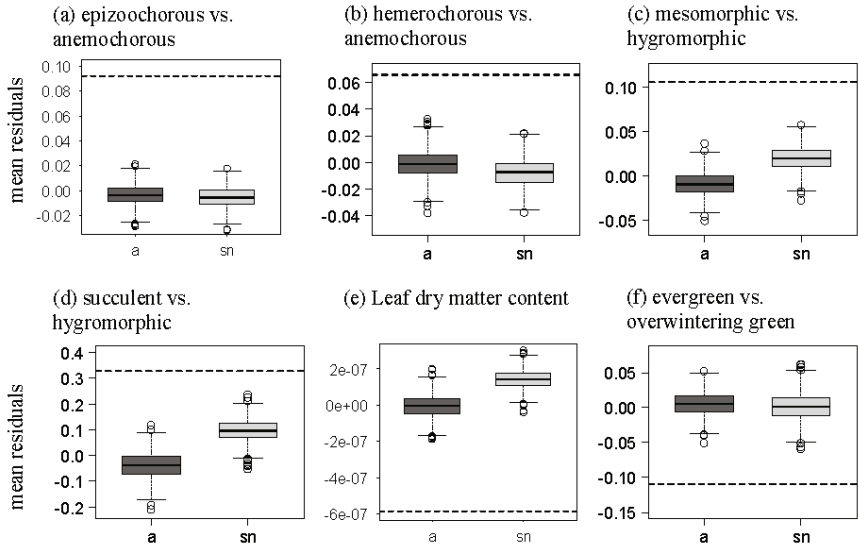 (a) epizoochorous vs.
anemochorous
(b) hemerochorous vs.
anemochorous
(c) mesomorphic vs.
hygromorphic
mean residuals
0.10
0.08
0.06
0.04
0.02
0.00
-0.02
a
sn
0.06
0.04
0.02
0.00
-0.02
-0.04
a
sn
0.10
0.05
0.00
-0.05
a
sn
(d) succulent vs.
hygromorphic
(e) Leaf dry matter content
(f) evergreen vs.
overwintering green
mean residuals
0.4
0.3
0.2
0.1
0.0
-0.1
-0.2
a
sn
2e-07
0e+00
-2e-07
-4e-07
-6e-07
a
sn
0.05
0.00
-0.05
-0.10
-0.15
a
sn